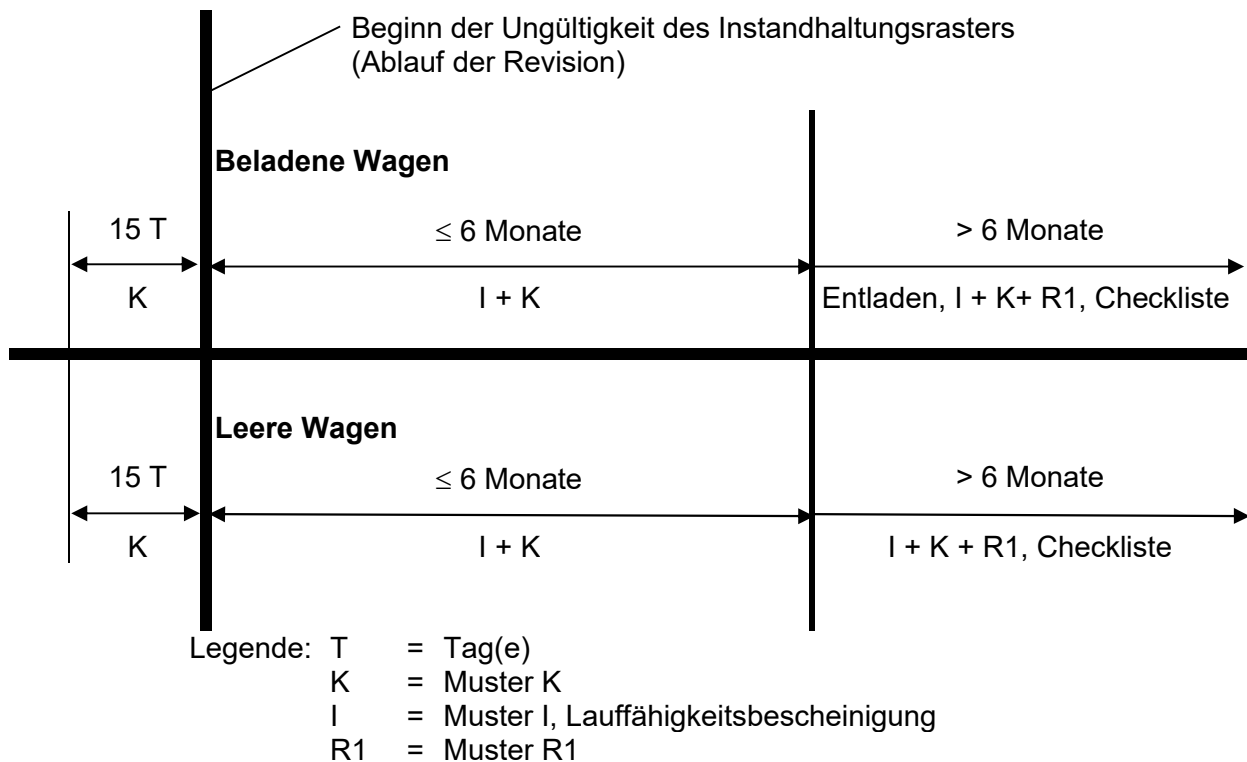 Beginn der Ungültigkeit des Instandhaltungsrasters
(Ablauf der Revision)
Beladene Wagen
15 T ≤ 6 Monate > 6 Monate
K I + K Entladen, I + K+ R1, Checkliste
Leere Wagen
15 T ≤ 6 Monate > 6 Monate
K I + K I + K + R1, Checkliste
Legende: T = Tag(e)
K = Muster K
I = Muster I, Lauffähigkeitsbescheinigung
R1 = Muster R1